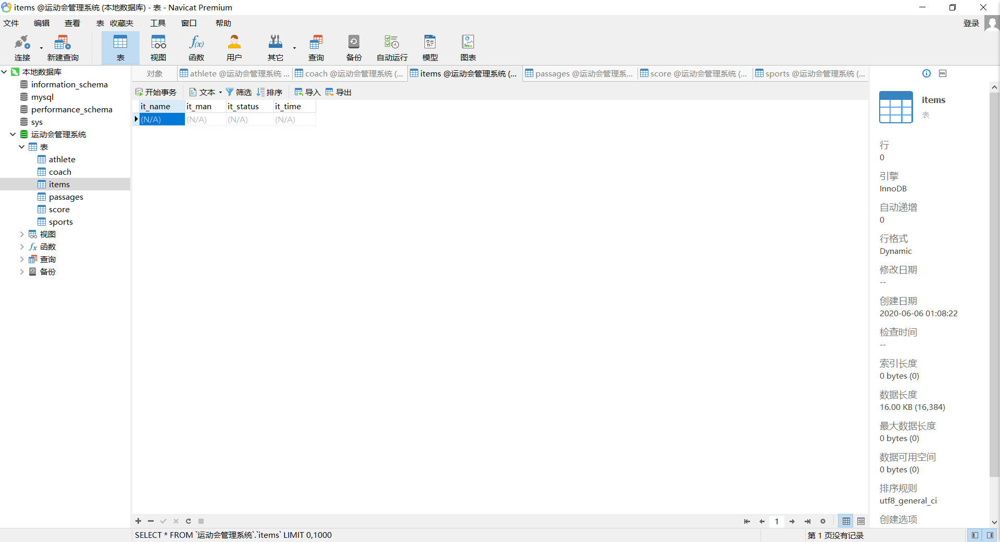 items @运动会管理系统 (本地数据库) - 表 - Navicat Premium
文件 编辑 查看 表 收藏夹 工具 窗口 帮助 登录
连接 新建查询 表 视图 函数 用户 其它 查询 备份 自动运行 模型 图表
本地数据库
information_schema
mysql
performance_schema
sys
运动会管理系统
表
athlete
coach
items
passages
score
sports
视图
函数
查询
备份
对象 athlete @运动会管理系统 ... coach @运动会管理系统 (... items @运动会管理系统 (... passages @运动会管理系... score @运动会管理系统 (... sports @运动会管理系统 (...
开始事务 文本 筛选 排序 导入 导出
it_name it_man it_status it_time
(N/A) (N/A) (N/A) (N/A)
DDL
items
表
行
0
引擎
InnoDB
自动递增
0
行格式
Dynamic
修改日期
--
创建日期
2020-06-06 01:08:22
检查时间
--
索引长度
0 bytes (0)
数据长度
16.00 KB (16,384)
最大数据长度
0 bytes (0)
数据可用空间
0 bytes (0)
排序规则
utf8_general_ci
创建选项
1
SELECT * FROM `运动会管理系统`.`items` LIMIT 0,1000
第 1 页没有记录